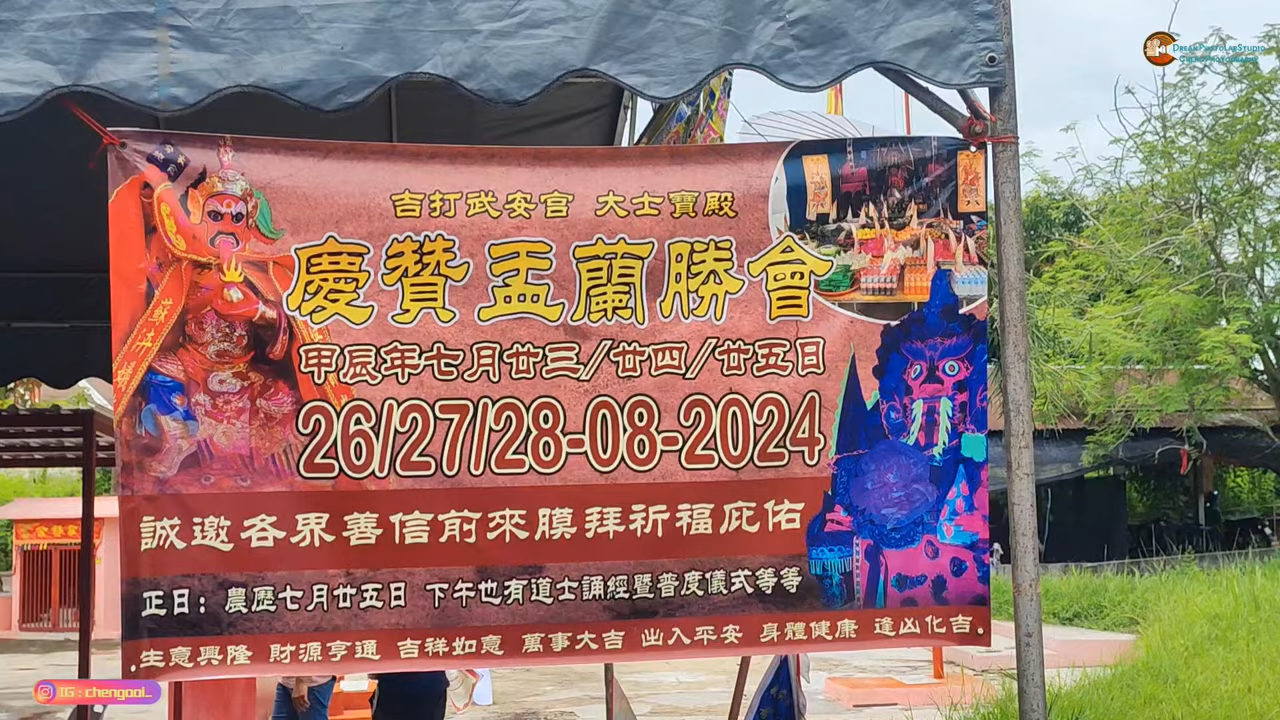 DREAMPHOTOLABSTUDIO
吉打武安宫 大士寶殿
慶贊盂蘭勝會
甲辰年七月廿三/廿四/廿五日
26/27/28-08-2024
誠邀各界善信前來膜拜祈福庇佑
正日：農歷七月廿五日 下午也有道士誦經暨普度儀式等等
.生意興隆 財源亨通 吉祥如意 萬事大吉 出入平安 身體健康 逢凶化吉.
IG : chengooi_